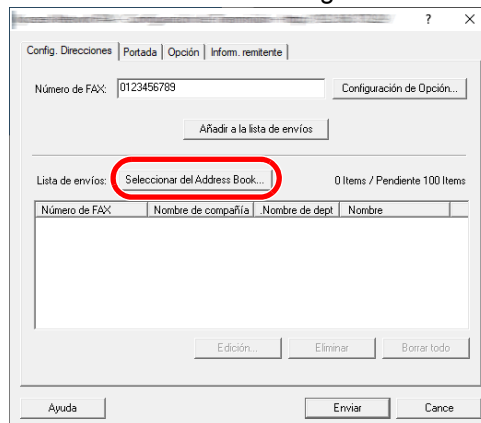 ? ×
Config. Direcciones Portada Opción Inform. remitente
Número de FAX: 0123456789 Configuración de Opción...
Añadir a la lista de envíos
Lista de envíos: Seleccionar del Address Book... 0 Items / Pendiente 100 Items
Número de FAX Nombre de compañía .Nombre de dept Nombre
Edición... Eliminar Borrar todo
Ayuda Enviar Cance